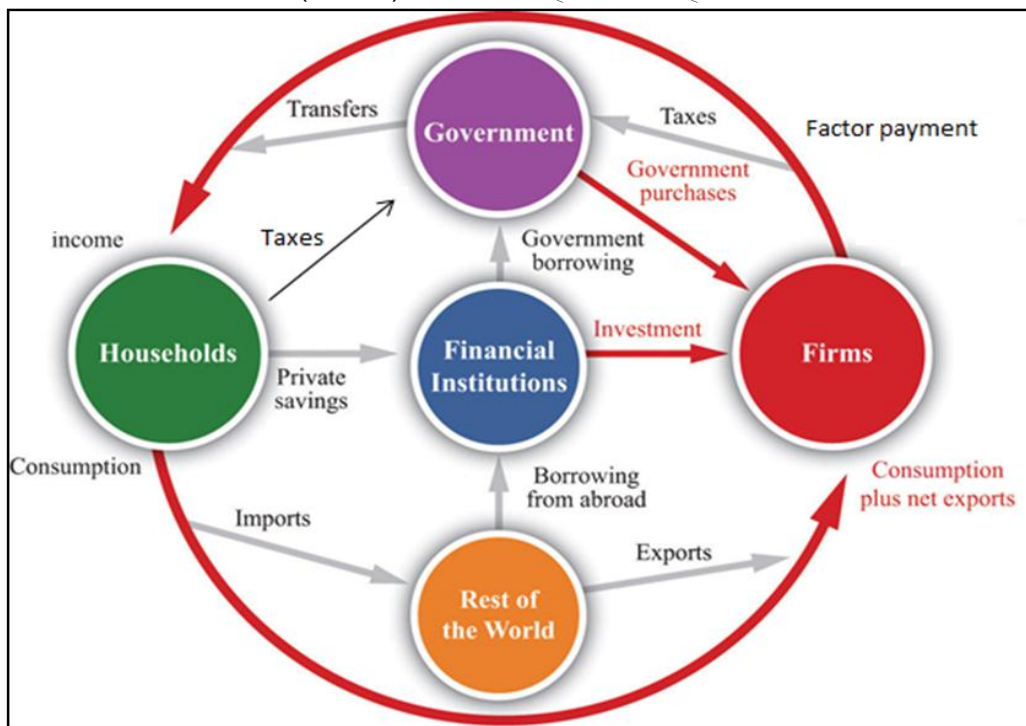 Transfers
Government
Taxes
Factor payment
Government
purchases
income
Taxes
Government
borrowing
Households
Private
savings
Financial
Institutions
Investment
Firms
Consumption
Borrowing
from abroad
Consumption
plus net exports
Imports
Exports
Rest of
the World